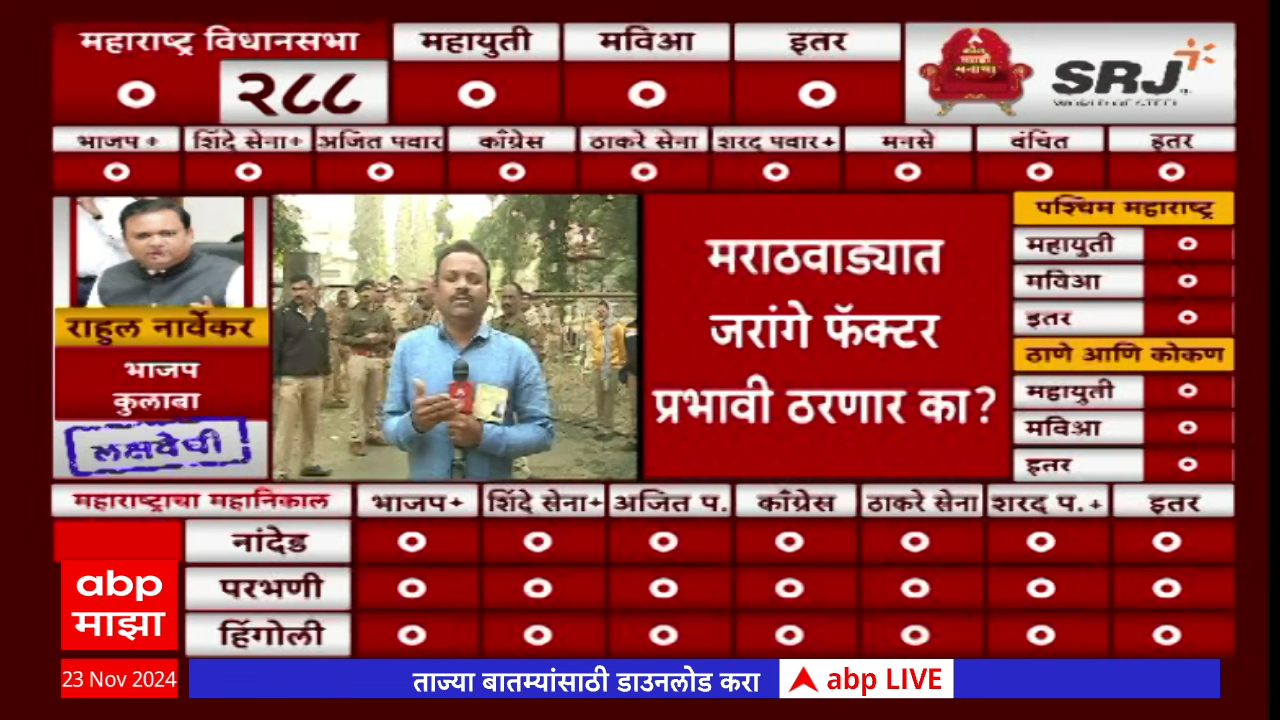 महाराष्ट्र विधानसभा महायुती मविआ इतर
० २८८ ० ० ०
SRJ
भाजप + शिंदे सेना+ अजित पवार काँग्रेस ठाकरे सेना शरद पवार+ मनसे वंचित इतर
० ० ० ० ० ० ० ० ०
राहुल नार्वेकर
भाजप
कुलाबा
लक्षवेधी
मराठवाड्यात
जरांगे फॅक्टर
प्रभावी ठरणार का?
पश्चिम महाराष्ट्र
महायुती ०
मविआ ०
इतर ०
ठाणे आणि कोकण
महायुती ०
मविआ ०
इतर ०
महाराष्ट्राचा महानिकाल भाजप+ शिंदे सेना+ अजित प. काँग्रेस ठाकरे सेना शरद प.+ इतर
नांदेड ० ० ० ० ० ० ०
परभणी ० ० ० ० ० ० ०
हिंगोली ० ० ० ० ० ० ०
abp
माझा
23 Nov 2024 ताज्या बातम्यांसाठी डाउनलोड करा abp LIVE